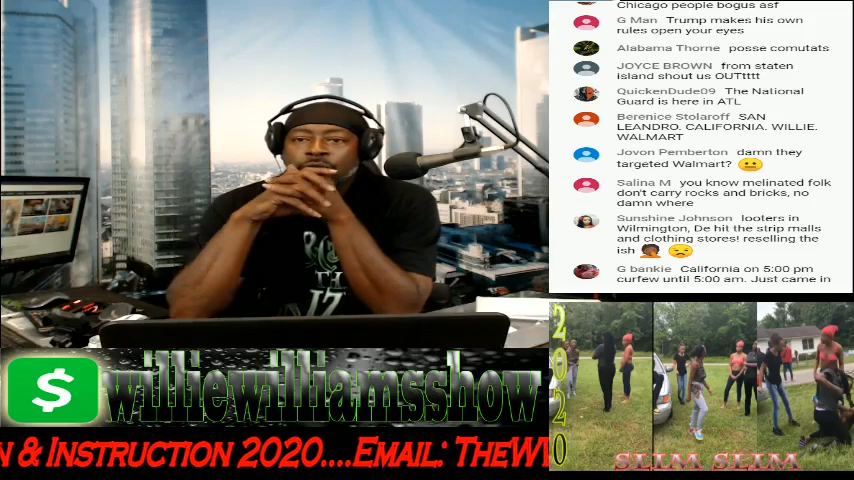 Chicago people bogus asf
G Man Trump makes his own
rules open your eyes
Alabama Thorne posse comutats
JOYCE BROWN from staten
island shout us OUTtttt
QuickenDude09 The National
Guard is here in ATL
Berenice Stolaroff SAN
LEANDRO. CALIFORNIA. WILLIE.
WALMART
Jovon Pemberton damn they
targeted Walmart? 😐
Salina M you know melinated folk
don't carry rocks and bricks, no
damn where
Sunshine Johnson looters in
Wilmington, De hit the strip malls
and clothing stores! reselling the
ish 🤦🏾 😒
G bankie California on 5:00 pm
curfew until 5:00 am. Just came in
$ williewilliamsshow
N & INSTRUCTION 2020....EMAIL: THEW
2020
SLIM SLIM